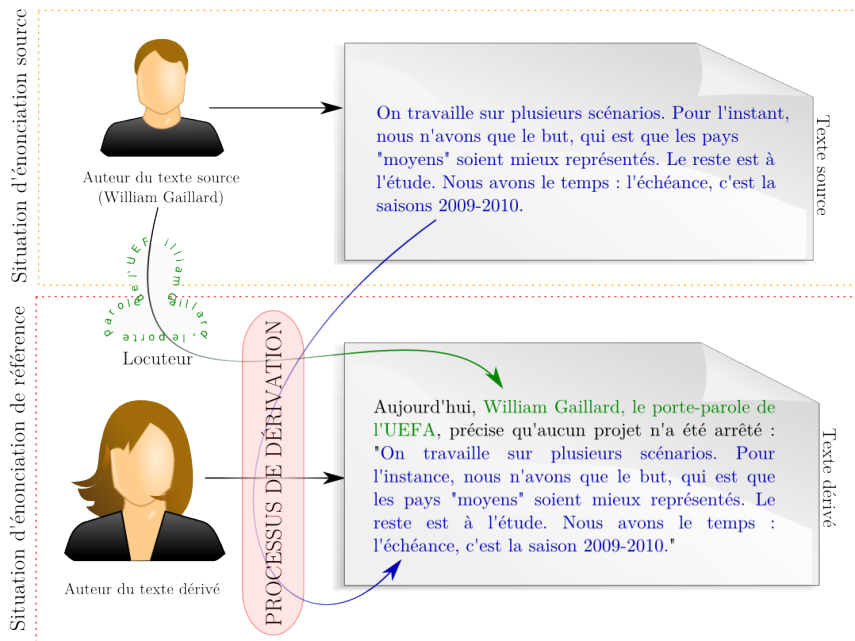 Situation d'énonciation source
Auteur du texte source
(William Gaillard)
On travaille sur plusieurs scénarios. Pour l'instant,
nous n'avons que le but, qui est que les pays
"moyens" soient mieux représentés. Le reste est à
l'étude. Nous avons le temps : l'échéance, c'est la
saisons 2009-2010.
Texte source
illiam Gaillard, le porte
parole
de l'UEF
Locuteur
Situation d'énonciation de référence
PROCESSUS DE DÉRIVATION
Auteur du texte dérivé
Aujourd'hui, William Gaillard, le porte-parole de
l'UEFA, précise qu'aucun projet n'a été arrêté :
"On travaille sur plusieurs scénarios. Pour
l'instance, nous n'avons que le but, qui est que
les pays "moyens" soient mieux représentés. Le
reste est à l'étude. Nous avons le temps :
l'échéance, c'est la saison 2009-2010."
Texte dérivé